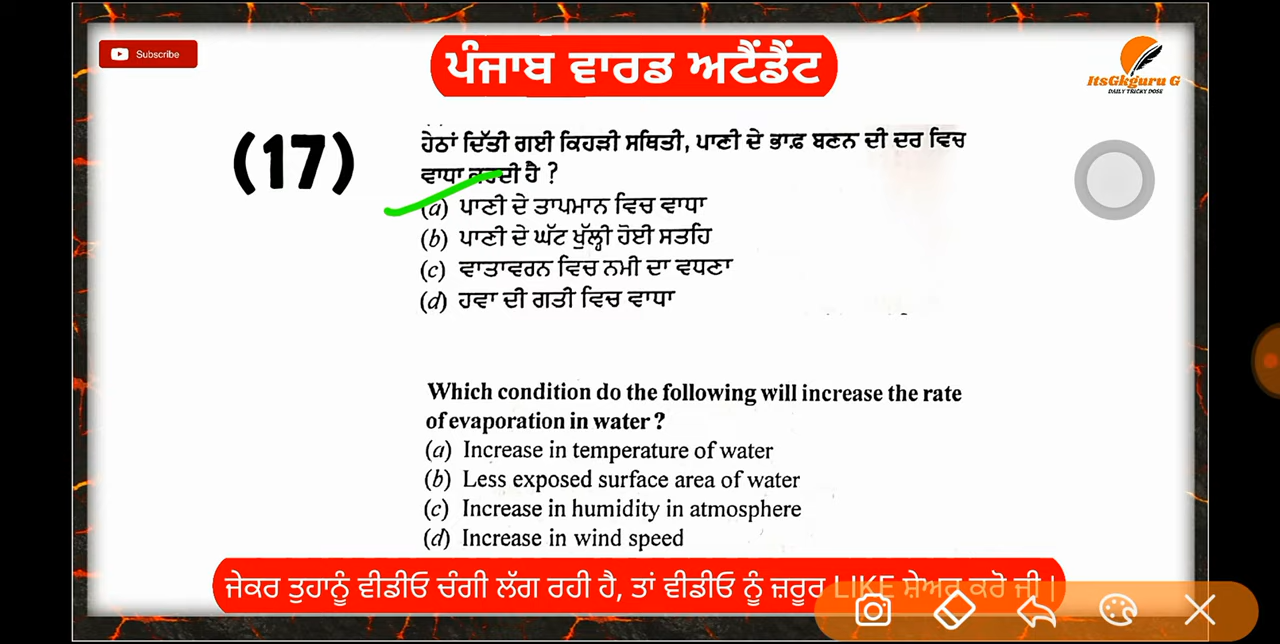 Subscribe
ਪੰਜਾਬ ਵਾਰਡ ਅਟੈਂਡੈਂਟ
ItsGkguru G
DAILY TRICKY DOSE
(17)
ਹੇਠਾਂ ਦਿੱਤੀ ਗਈ ਕਿਹੜੀ ਸਥਿਤੀ, ਪਾਣੀ ਦੇ ਭਾਫ਼ ਬਣਨ ਦੀ ਦਰ ਵਿਚ
ਵਾਧਾ ਕਰਦੀ ਹੈ ?
(a) ਪਾਣੀ ਦੇ ਤਾਪਮਾਨ ਵਿਚ ਵਾਧਾ
(b) ਪਾਣੀ ਦੇ ਘੱਟ ਖੁੱਲ੍ਹੀ ਹੋਈ ਸਤਹਿ
(c) ਵਾਤਾਵਰਨ ਵਿਚ ਨਮੀ ਦਾ ਵਧਣਾ
(d) ਹਵਾ ਦੀ ਗਤੀ ਵਿਚ ਵਾਧਾ
Which condition do the following will increase the rate
of evaporation in water ?
(a) Increase in temperature of water
(b) Less exposed surface area of water
(c) Increase in humidity in atmosphere
(d) Increase in wind speed
ਜੇਕਰ ਤੁਹਾਨੂੰ ਵੀਡੀਓ ਚੰਗੀ ਲੱਗ ਰਹੀ ਹੈ, ਤਾਂ ਵੀਡੀਓ ਨੂੰ ਜ਼ਰੂਰ LIKE ਸ਼ੇਅਰ ਕਰੋ ਜੀ |